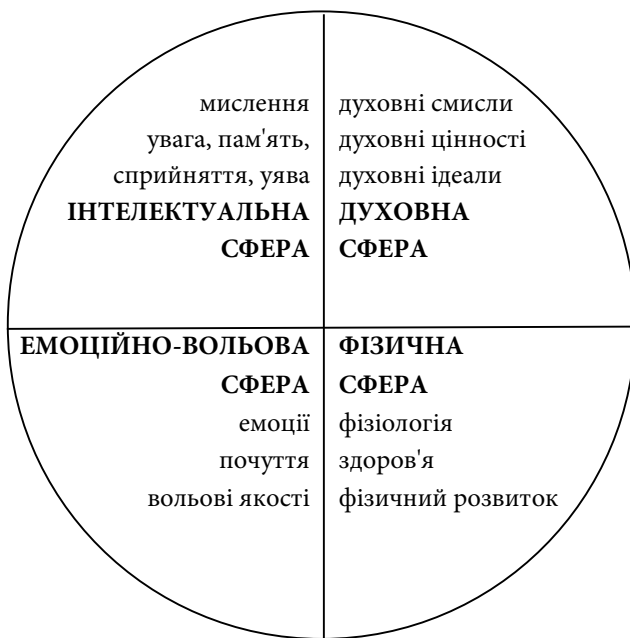 мислення
увага, пам'ять,
сприйняття, уява
ІНТЕЛЕКТУАЛЬНА
СФЕРА
духовні смисли
духовні цінності
духовні ідеали
ДУХОВНА
СФЕРА
ЕМОЦІЙНО-ВОЛЬОВА
СФЕРА
емоції
почуття
вольові якості
ФІЗИЧНА
СФЕРА
фізіологія
здоров'я
фізичний розвиток